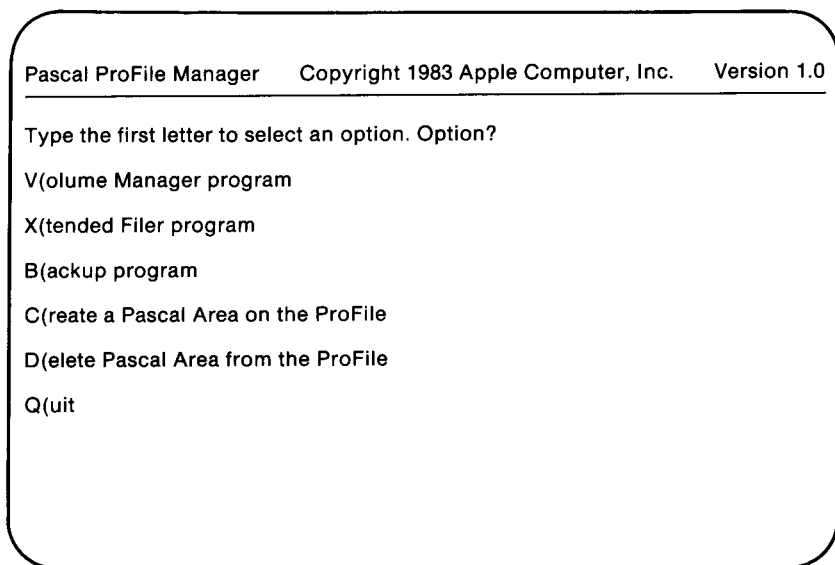 Pascal ProFile Manager Copyright 1983 Apple Computer, Inc. Version 1.0
Type the first letter to select an option. Option?
V(olume Manager program
X(tended Filer program
B(ackup program
C(reate a Pascal Area on the ProFile
D(elete Pascal Area from the ProFile
Q(uit